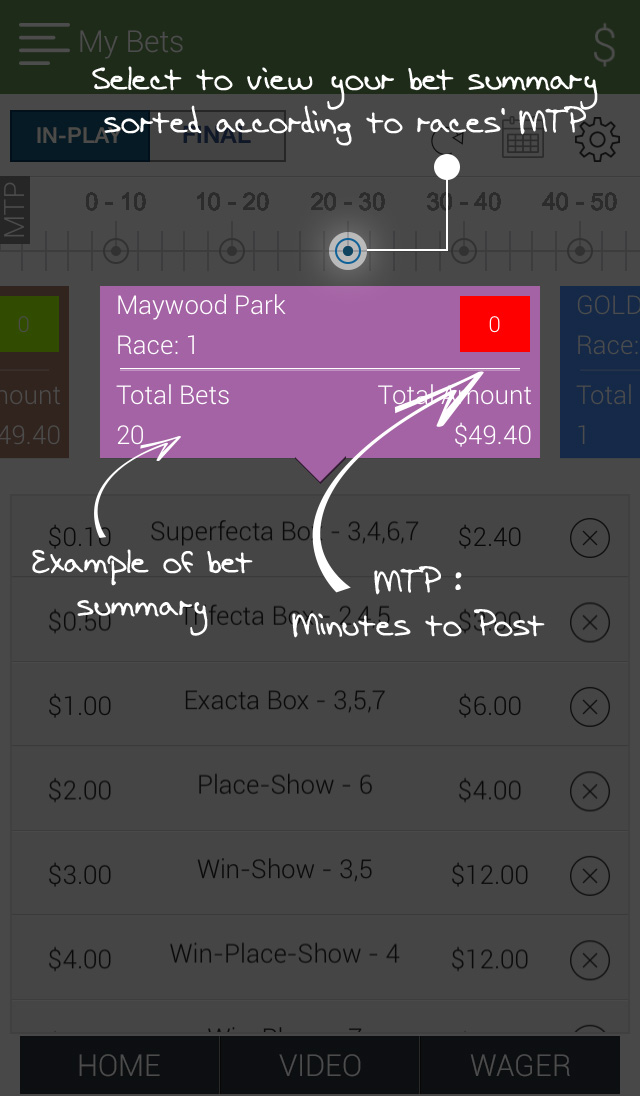 My Bets
$
Select to view your bet summary
sorted according to races' MTP
IN-PLAY FINAL
MTP
0 - 10 10 - 20 20 - 30 30 - 40 40 - 50
0 Maywood Park 0 GOLD
Race: 1 Race:
mount Total Bets Total Amount Total
49.40 20 $49.40 1
$0.10 Superfecta Box - 3,4,6,7 $2.40
Example of bet
summary
MTP :
Minutes to Post
$0.50 Trifecta Box - 2,4,5
$1.00 Exacta Box - 3,5,7 $6.00
$2.00 Place-Show - 6 $4.00
$3.00 Win-Show - 3,5 $12.00
$4.00 Win-Place-Show - 4 $12.00
HOME VIDEO WAGER